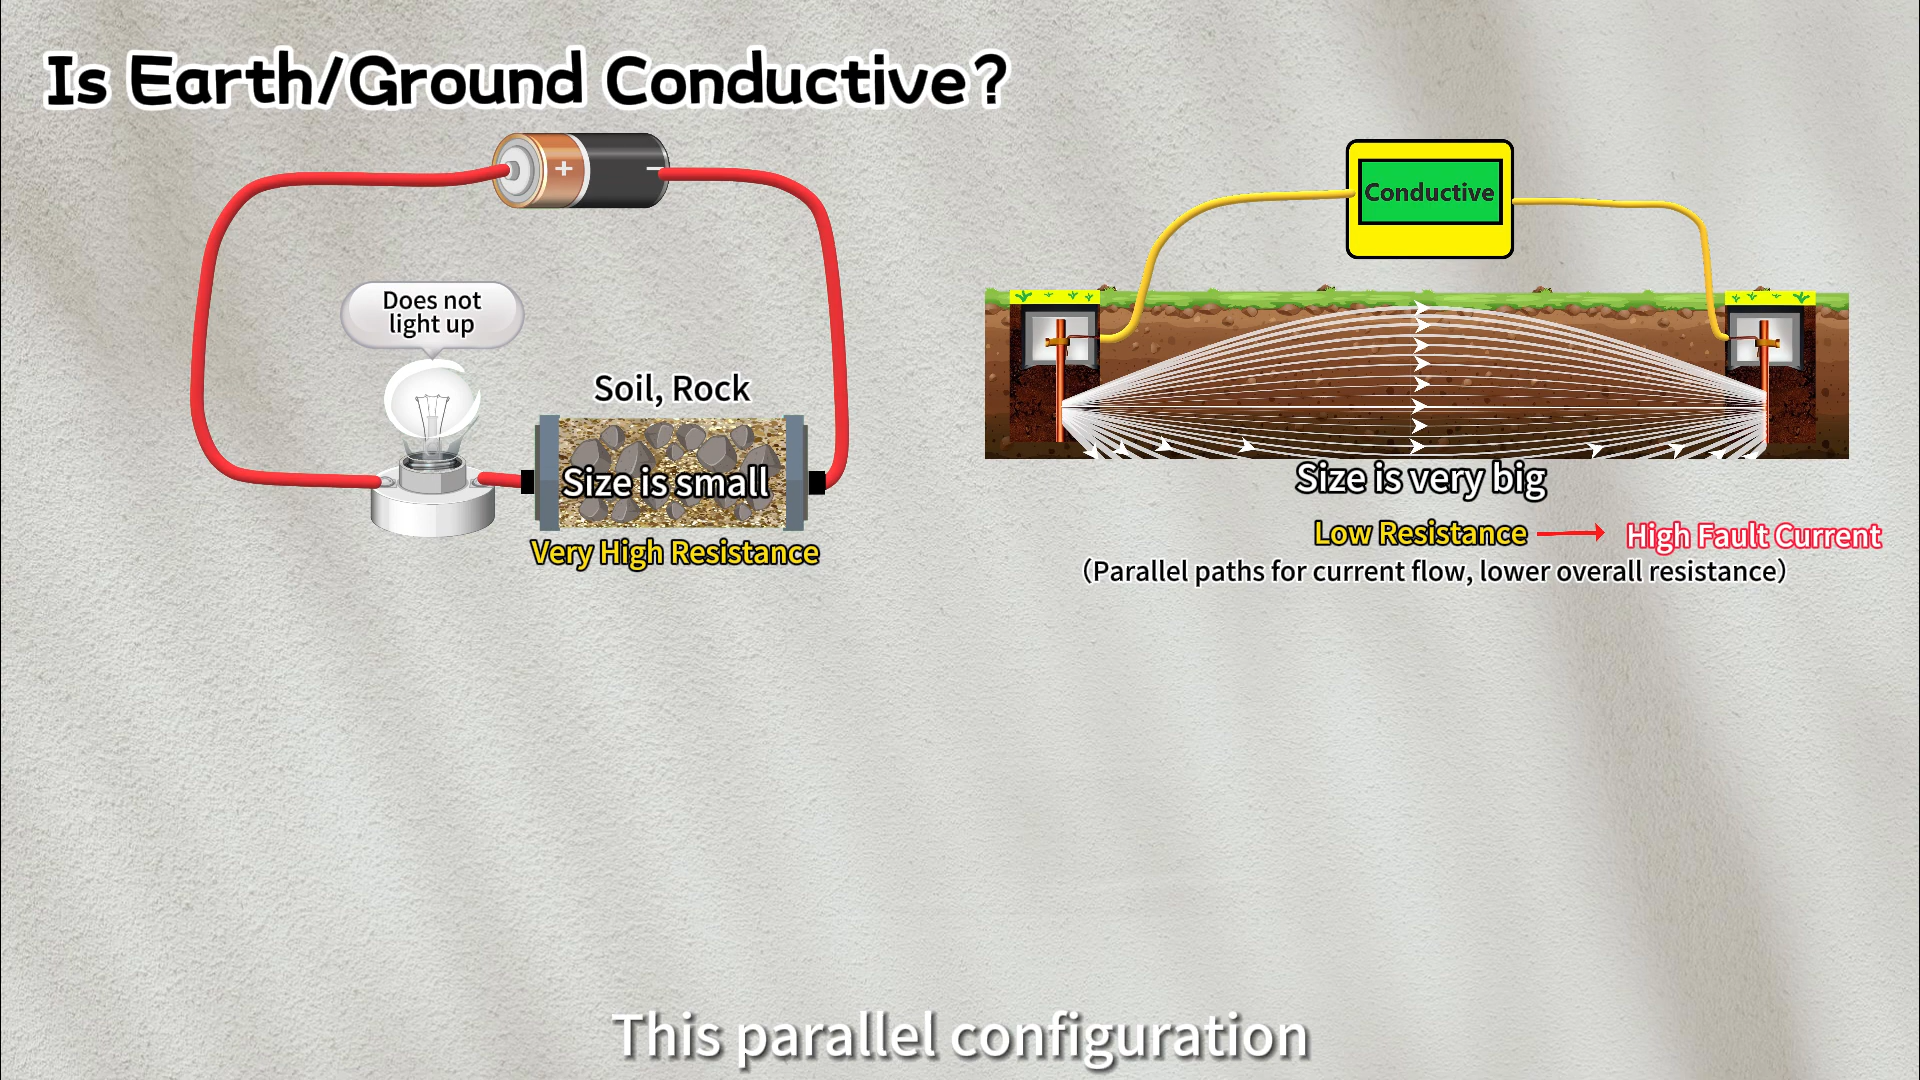 Is Earth/Ground Conductive?
+
−
Does not
light up
Soil, Rock
Size is small
Very High Resistance
Conductive
Size is very big
Low Resistance
High Fault Current
(Parallel paths for current flow, lower overall resistance)
This parallel configuration